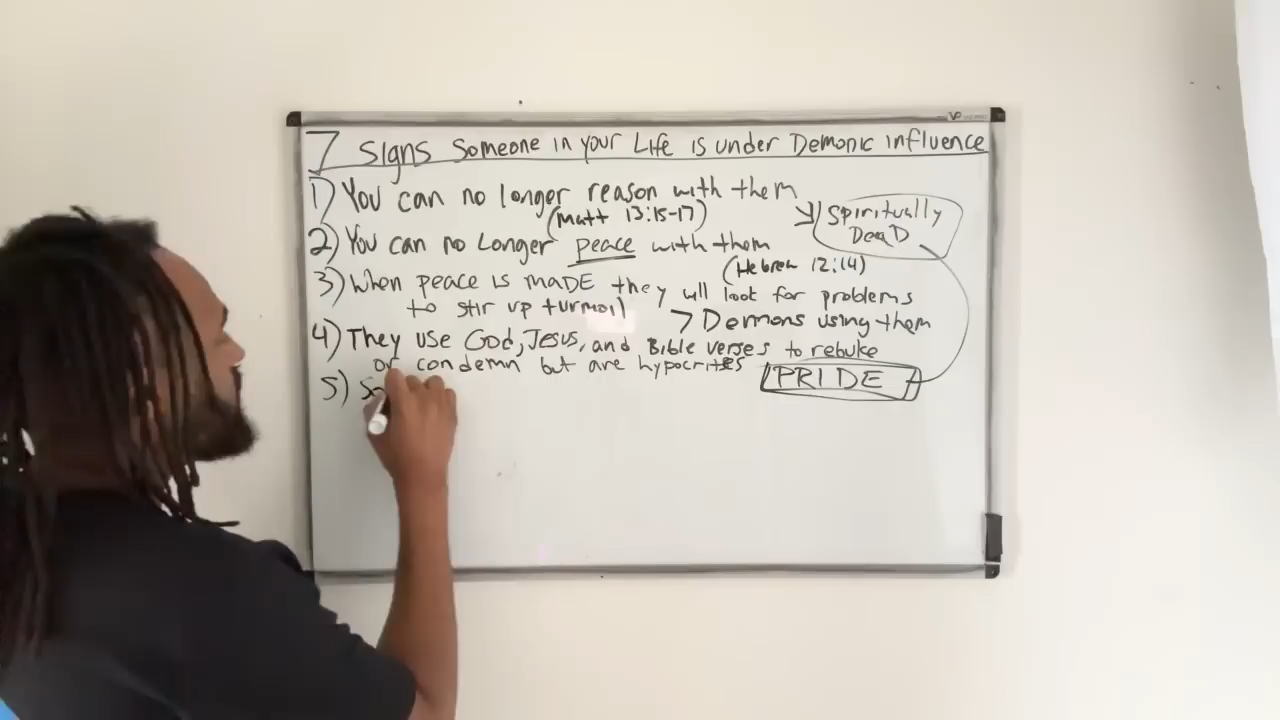 7 Signs Someone in your Life is under Demonic influence
1) You can no longer reason with them
(Matt 13:15-17)
Spiritually
DeaD
2) You can no Longer peace with them
(Hebrew 12:14)
3) When peace is maDE they will look for problems
to stir up turmoil
> Demons using them
4) They use God, Jesus, and Bible verses to rebuke
or condemn but are hypocrites
PRIDE
5)